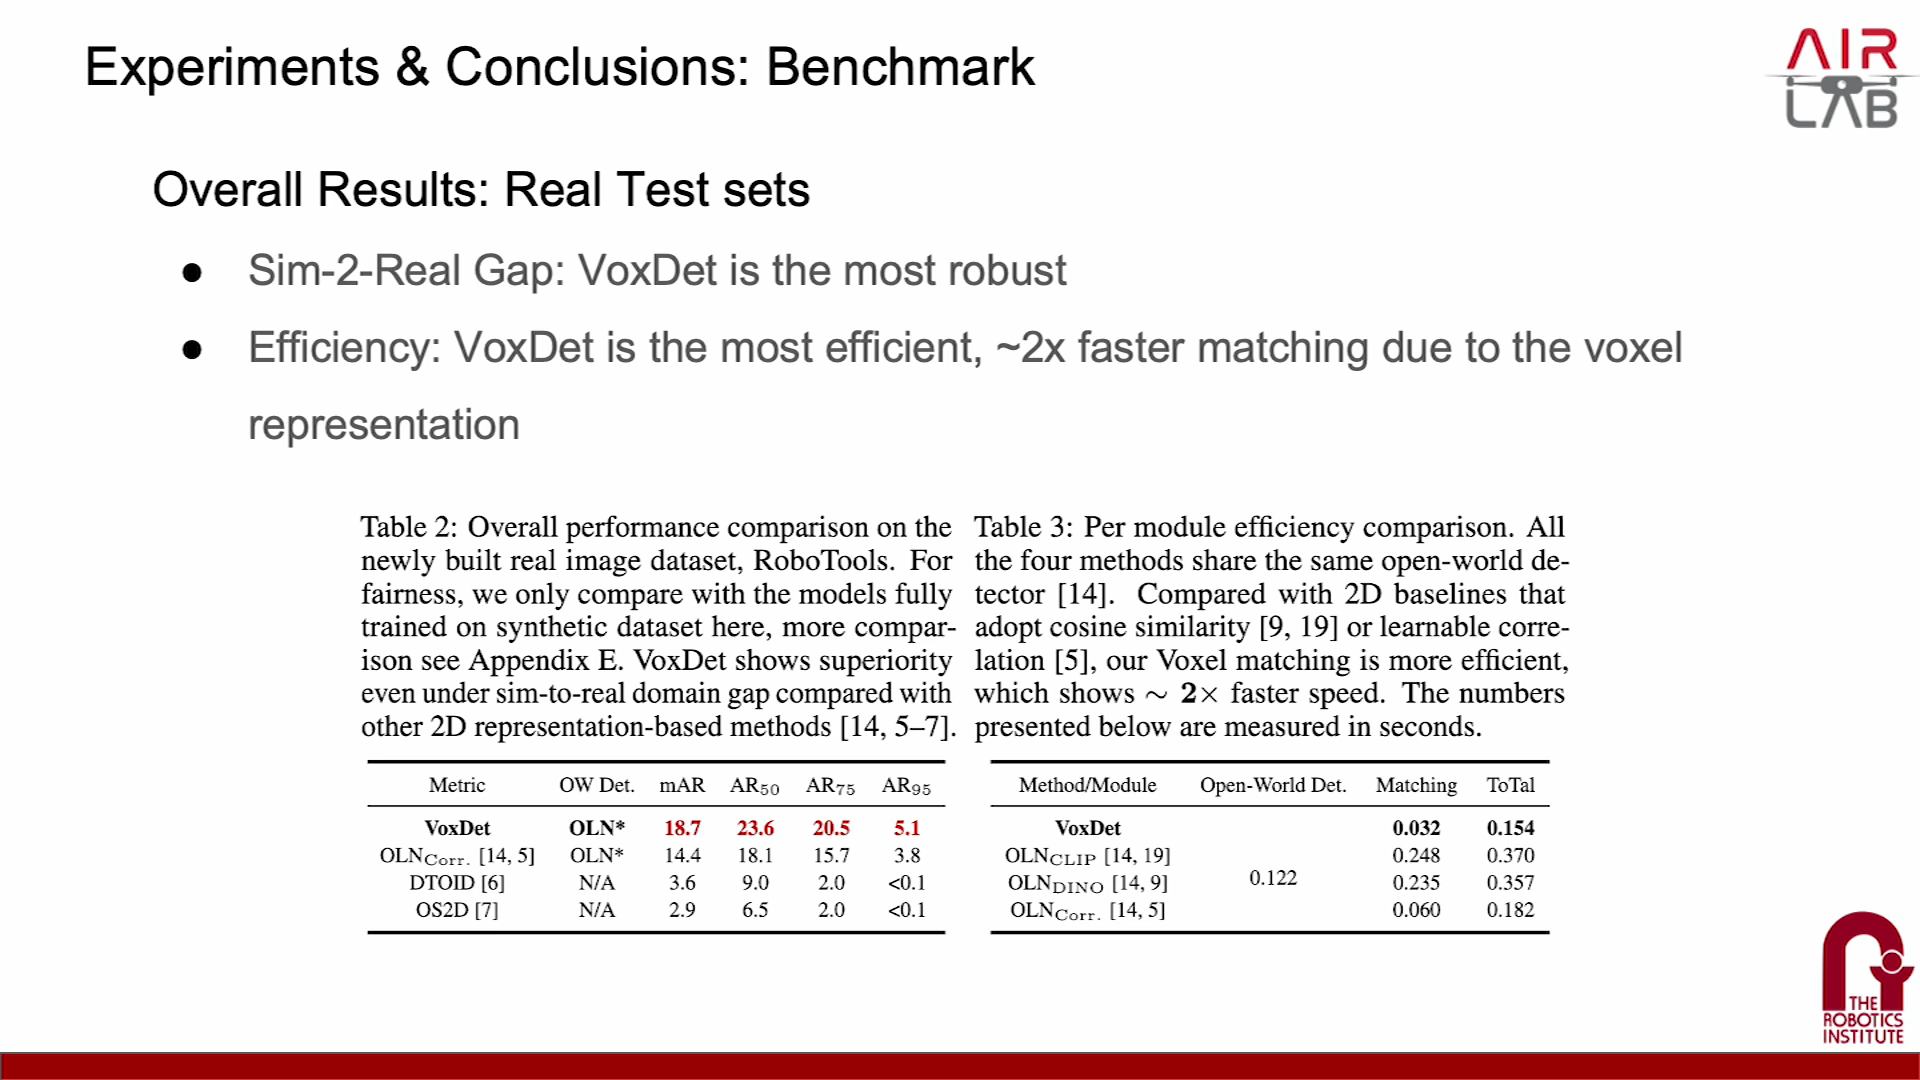 Experiments & Conclusions: Benchmark
AIR
LAB
Overall Results: Real Test sets
● Sim-2-Real Gap: VoxDet is the most robust
● Efficiency: VoxDet is the most efficient, ~2x faster matching due to the voxel
representation
Table 2: Overall performance comparison on the
newly built real image dataset, RoboTools. For
fairness, we only compare with the models fully
trained on synthetic dataset here, more compar-
ison see Appendix E. VoxDet shows superiority
even under sim-to-real domain gap compared with
other 2D representation-based methods [14, 5–7].
Metric OW Det. mAR AR50 AR75 AR95
VoxDet OLN* 18.7 23.6 20.5 5.1
OLNCorr. [14, 5] OLN* 14.4 18.1 15.7 3.8
DTOID [6] N/A 3.6 9.0 2.0 <0.1
OS2D [7] N/A 2.9 6.5 2.0 <0.1
Table 3: Per module efficiency comparison. All
the four methods share the same open-world de-
tector [14]. Compared with 2D baselines that
adopt cosine similarity [9, 19] or learnable corre-
lation [5], our Voxel matching is more efficient,
which shows ∼ 2× faster speed. The numbers
presented below are measured in seconds.
Method/Module Open-World Det. Matching ToTal
VoxDet 0.032 0.154
OLNCLIP [14, 19] 0.248 0.370
0.122
OLNDINO [14, 9] 0.235 0.357
OLNCorr. [14, 5] 0.060 0.182
THE
ROBOTICS
INSTITUTE